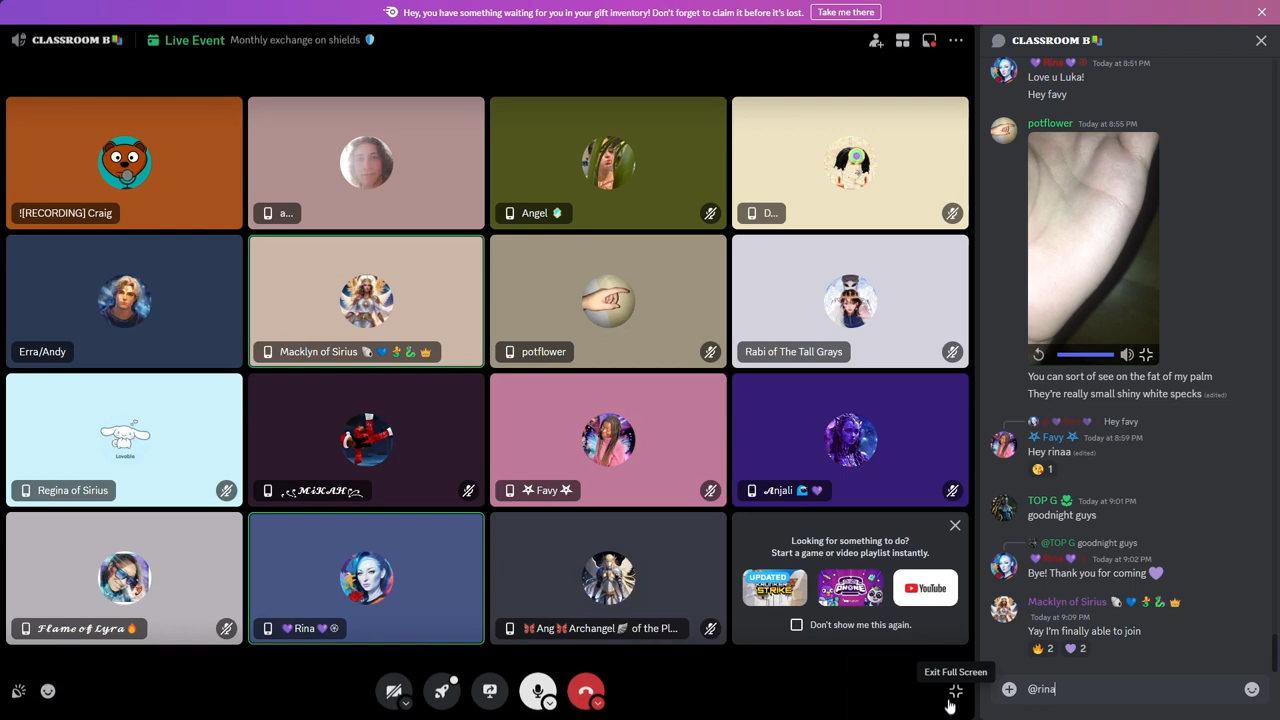 Hey, you have something waiting for you in your gift inventory! Don't forget to claim it before it's lost. Take me there
CLASSROOM B
Live Event Monthly exchange on shields
![RECORDING] Craig
a...
Angel
D...
Erra/Andy
Macklyn of Sirius
potflower
Rabi of The Tall Grays
Lovable
Regina of Sirius
MiKAH
Favy
Anjali
Flame of Lyra
Rina
Ang Archangel of the Pl...
Looking for something to do?
Start a game or video playlist instantly.
UPDATED
STRIKE
PHONE
YouTube
Don't show me this again.
Exit Full Screen
CLASSROOM B
Rina Today at 8:51 PM
Love u Luka!
Hey favy
potflower Today at 8:55 PM
You can sort of see on the fat of my palm
They're really small shiny white specks (edited)
Hey favy
Favy Today at 8:59 PM
Hey rinaa (edited)
1
TOP G Today at 9:01 PM
goodnight guys
@TOP G goodnight guys
Rina Today at 9:02 PM
Bye! Thank you for coming
Macklyn of Sirius
Today at 9:09 PM
Yay I'm finally able to join
2 2
@rina